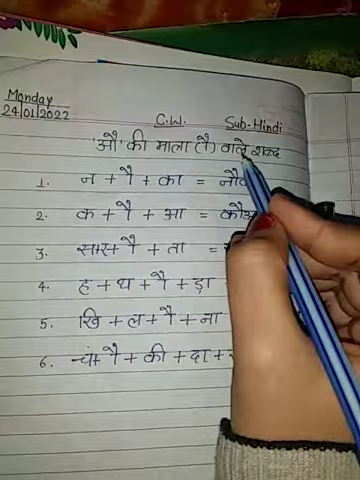 Monday
24/01/2022
C.W. Sub-Hindi
'औ' की माला (ौ) वाले शब्द
1. न + ौ + का =
2. क + ौ + आ = कौआ
3. + ौ + ता =
4. ह + थ + ौ + ड़ा
5. खि + ल + ौ + ना
6. + ौ + की + दा +